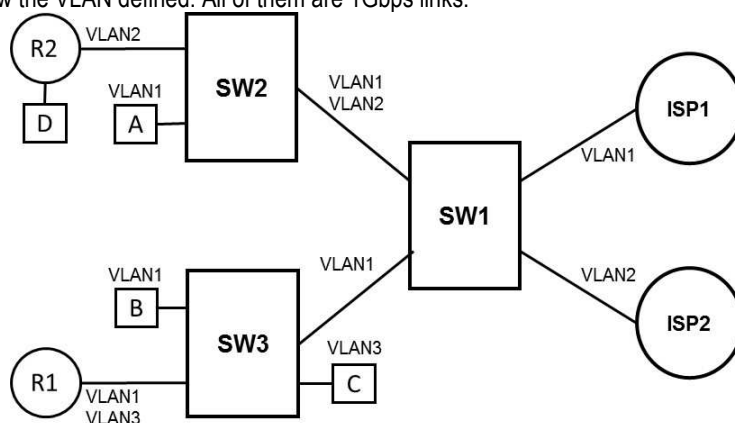 w the VLAN defined. All of them are 1Gbps links.
R2
VLAN2
D
VLAN1
A
SW2
VLAN1
VLAN2
ISP1
VLAN1
SW1
VLAN1
VLAN2
ISP2
VLAN1
B
SW3
VLAN3
C
R1
VLAN1
VLAN3